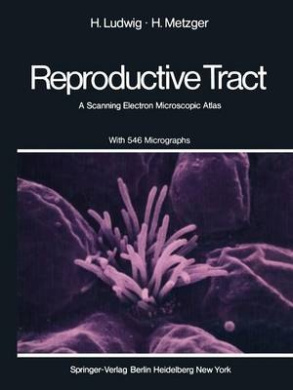 H. Ludwig · H. Metzger
Reproductive Tract
A Scanning Electron Microscopic Atlas
With 546 Micrographs
Springer-Verlag Berlin Heidelberg New York